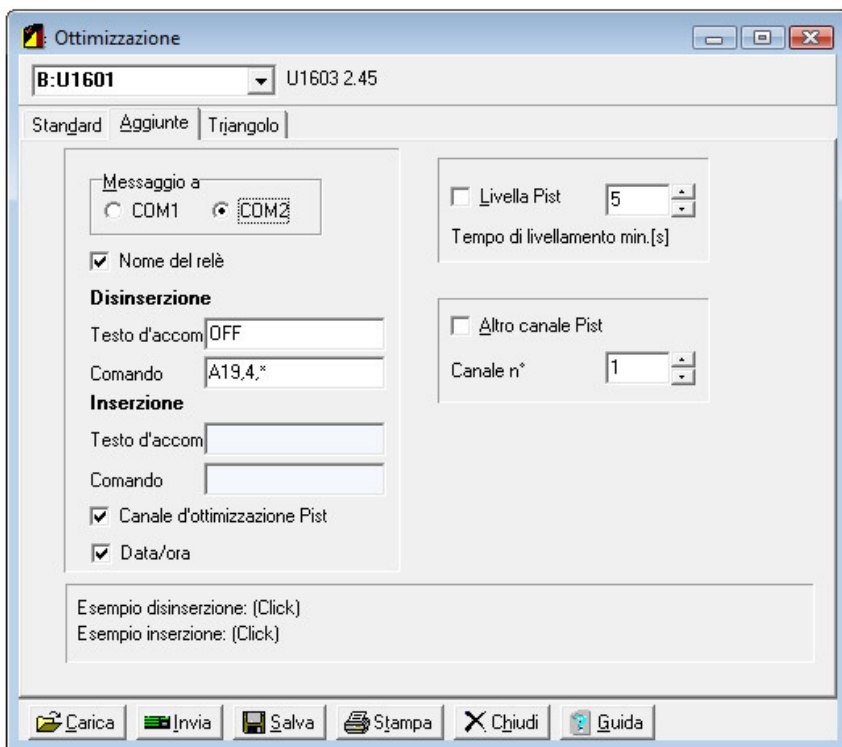 Ottimizzazione
B:U1601 U1603 2.45
Standard Aggiunte Triangolo
Messaggio a
COM1 COM2
Nome del relè
Disinserzione
Testo d'accom OFF
Comando A19,4,*
Inserzione
Testo d'accom
Comando
Canale d'ottimizzazione Pist
Data/ora
Livella Pist 5
Tempo di livellamento min.[s]
Altro canale Pist
Canale n° 1
Esempio disinserzione: (Click)
Esempio inserzione: (Click)
Carica Invia Salva Stampa Chiudi Guida